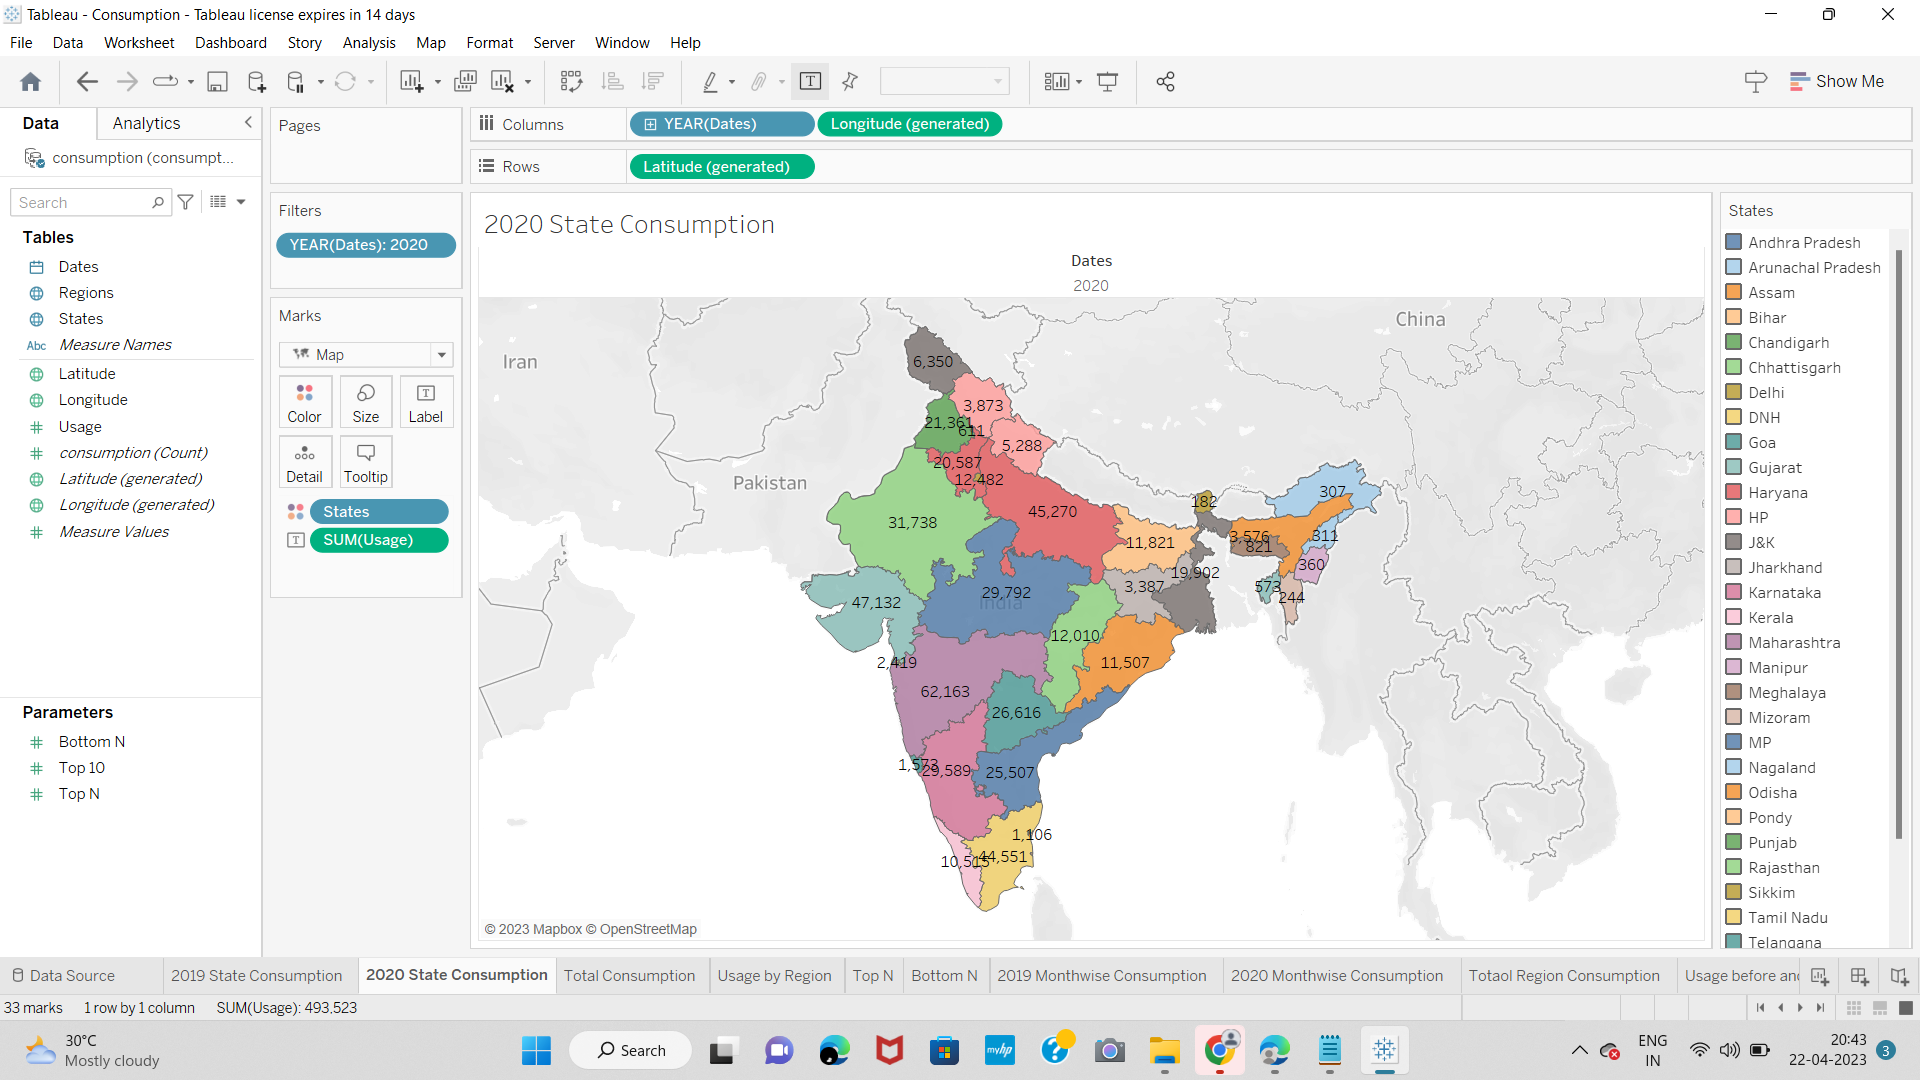 Tableau - Consumption - Tableau license expires in 14 days
File Data Worksheet Dashboard Story Analysis Map Format Server Window Help
Show Me
Data Analytics
consumption (consumpt...
Search
Tables
Dates
Regions
States
Abc Measure Names
Latitude
Longitude
Usage
consumption (Count)
Latitude (generated)
Longitude (generated)
Measure Values
Parameters
Bottom N
Top 10
Top N
Pages
Filters
YEAR(Dates): 2020
Marks
Map
Color Size Label
Detail Tooltip
States
SUM(Usage)
Columns YEAR(Dates) Longitude (generated)
Rows Latitude (generated)
2020 State Consumption
Dates
2020
China
Iran
6,350
3,873
21,361
611
5,288
20,587
12,482
Pakistan
307
182
45,270
31,738
3,576
311
11,821
821
360
19,902
3,387
573
29,792
244
India
47,132
12,010
2,419
11,507
62,163
26,616
1,573
29,589
25,507
1,106
44,551
10,515
© 2023 Mapbox © OpenStreetMap
States
Andhra Pradesh
Arunachal Pradesh
Assam
Bihar
Chandigarh
Chhattisgarh
Delhi
DNH
Goa
Gujarat
Haryana
HP
J&K
Jharkhand
Karnataka
Kerala
Maharashtra
Manipur
Meghalaya
Mizoram
MP
Nagaland
Odisha
Pondy
Punjab
Rajasthan
Sikkim
Tamil Nadu
Telangana
Data Source 2019 State Consumption 2020 State Consumption Total Consumption Usage by Region Top N Bottom N 2019 Monthwise Consumption 2020 Monthwise Consumption Totaol Region Consumption Usage before an
33 marks 1 row by 1 column SUM(Usage): 493,523
30°C
Mostly cloudy
Search
myhp
ENG
IN
20:43
22-04-2023
3